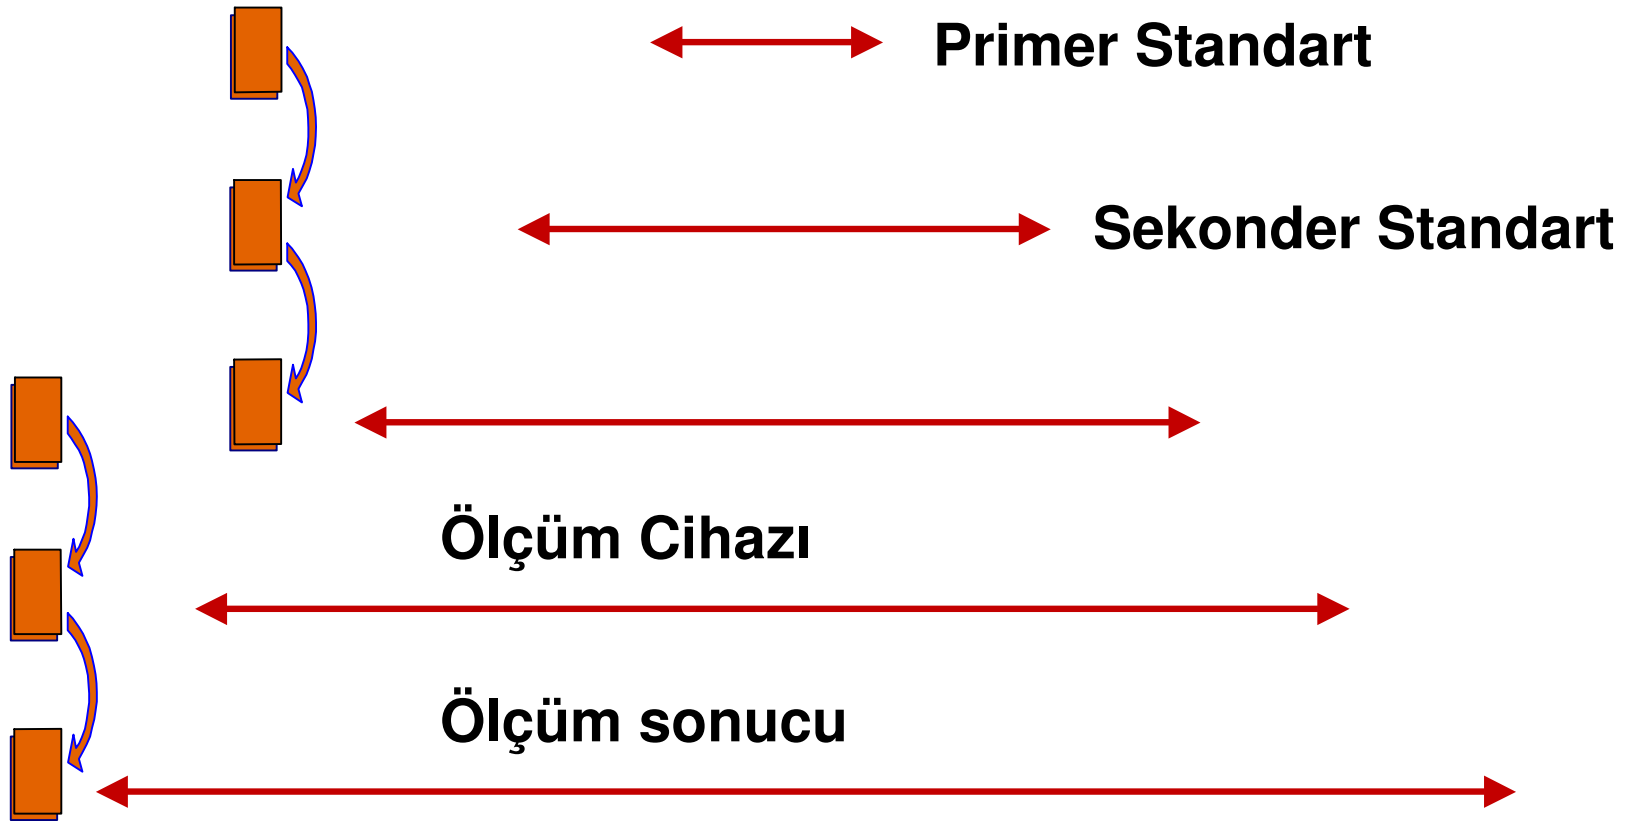 Primer Standart
Sekonder Standart
Ölçüm Cihazı
Ölçüm sonucu